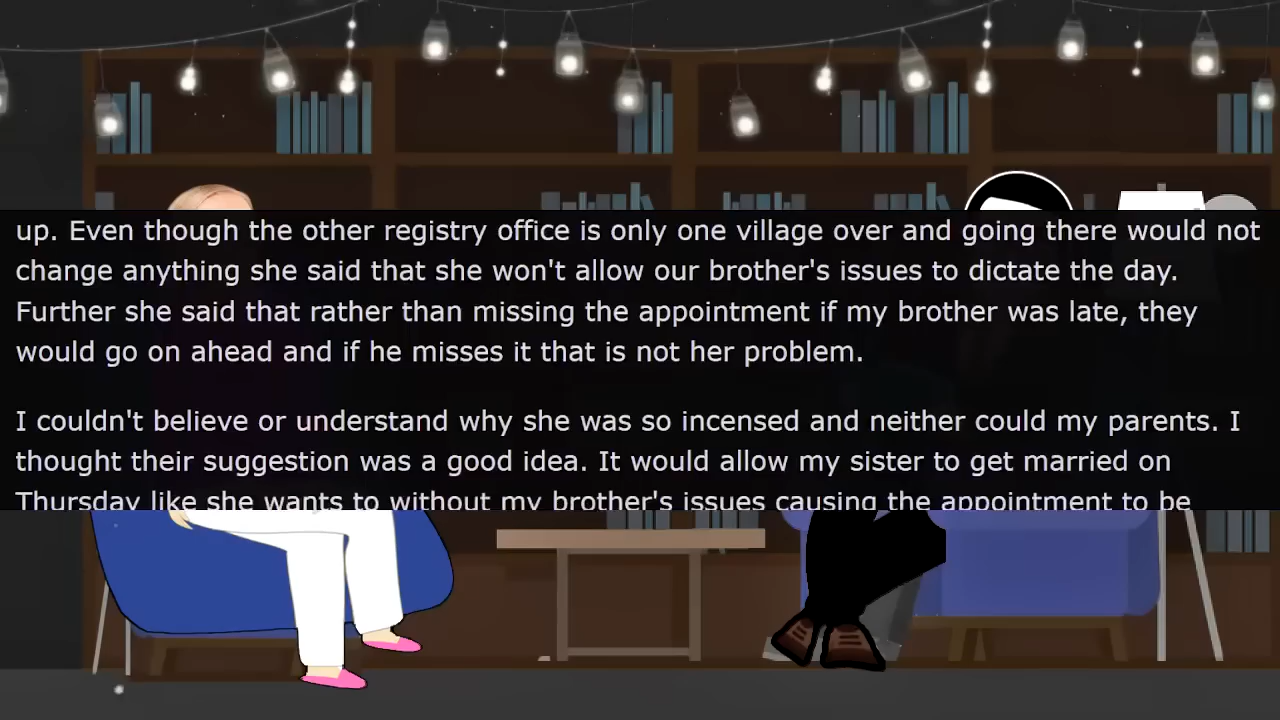 up. Even though the other registry office is only one village over and going there would not
change anything she said that she won't allow our brother's issues to dictate the day.
Further she said that rather than missing the appointment if my brother was late, they
would go on ahead and if he misses it that is not her problem.
I couldn't believe or understand why she was so incensed and neither could my parents. I
thought their suggestion was a good idea. It would allow my sister to get married on
Thursday like she wants to without my brother's issues causing the appointment to be